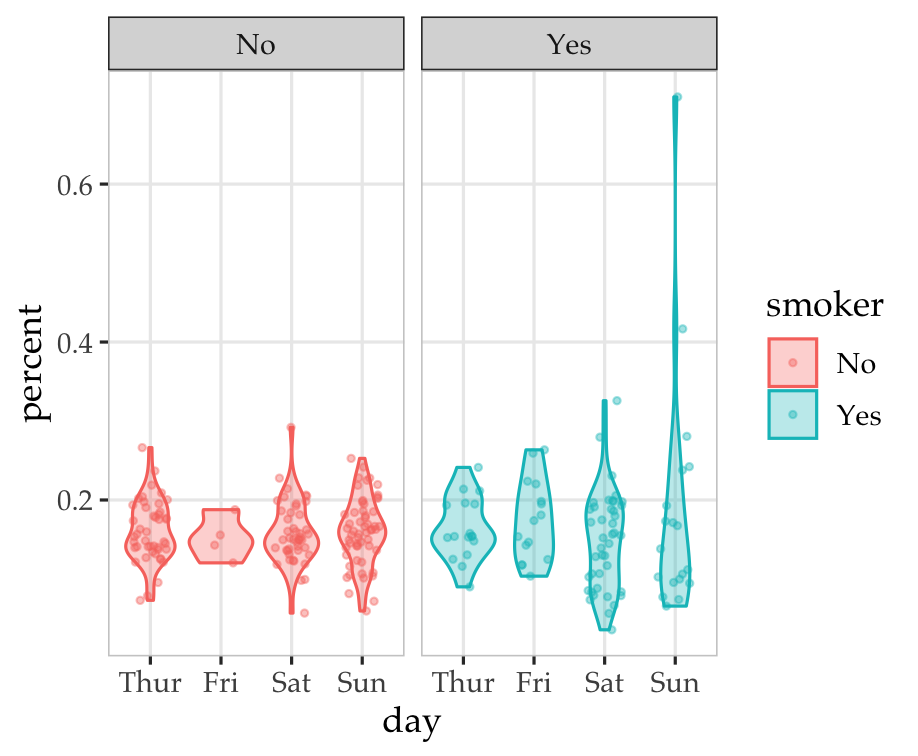 No
Yes
percent
0.6
0.4
0.2
Thur Fri Sat Sun
Thur Fri Sat Sun
day
smoker
No
Yes